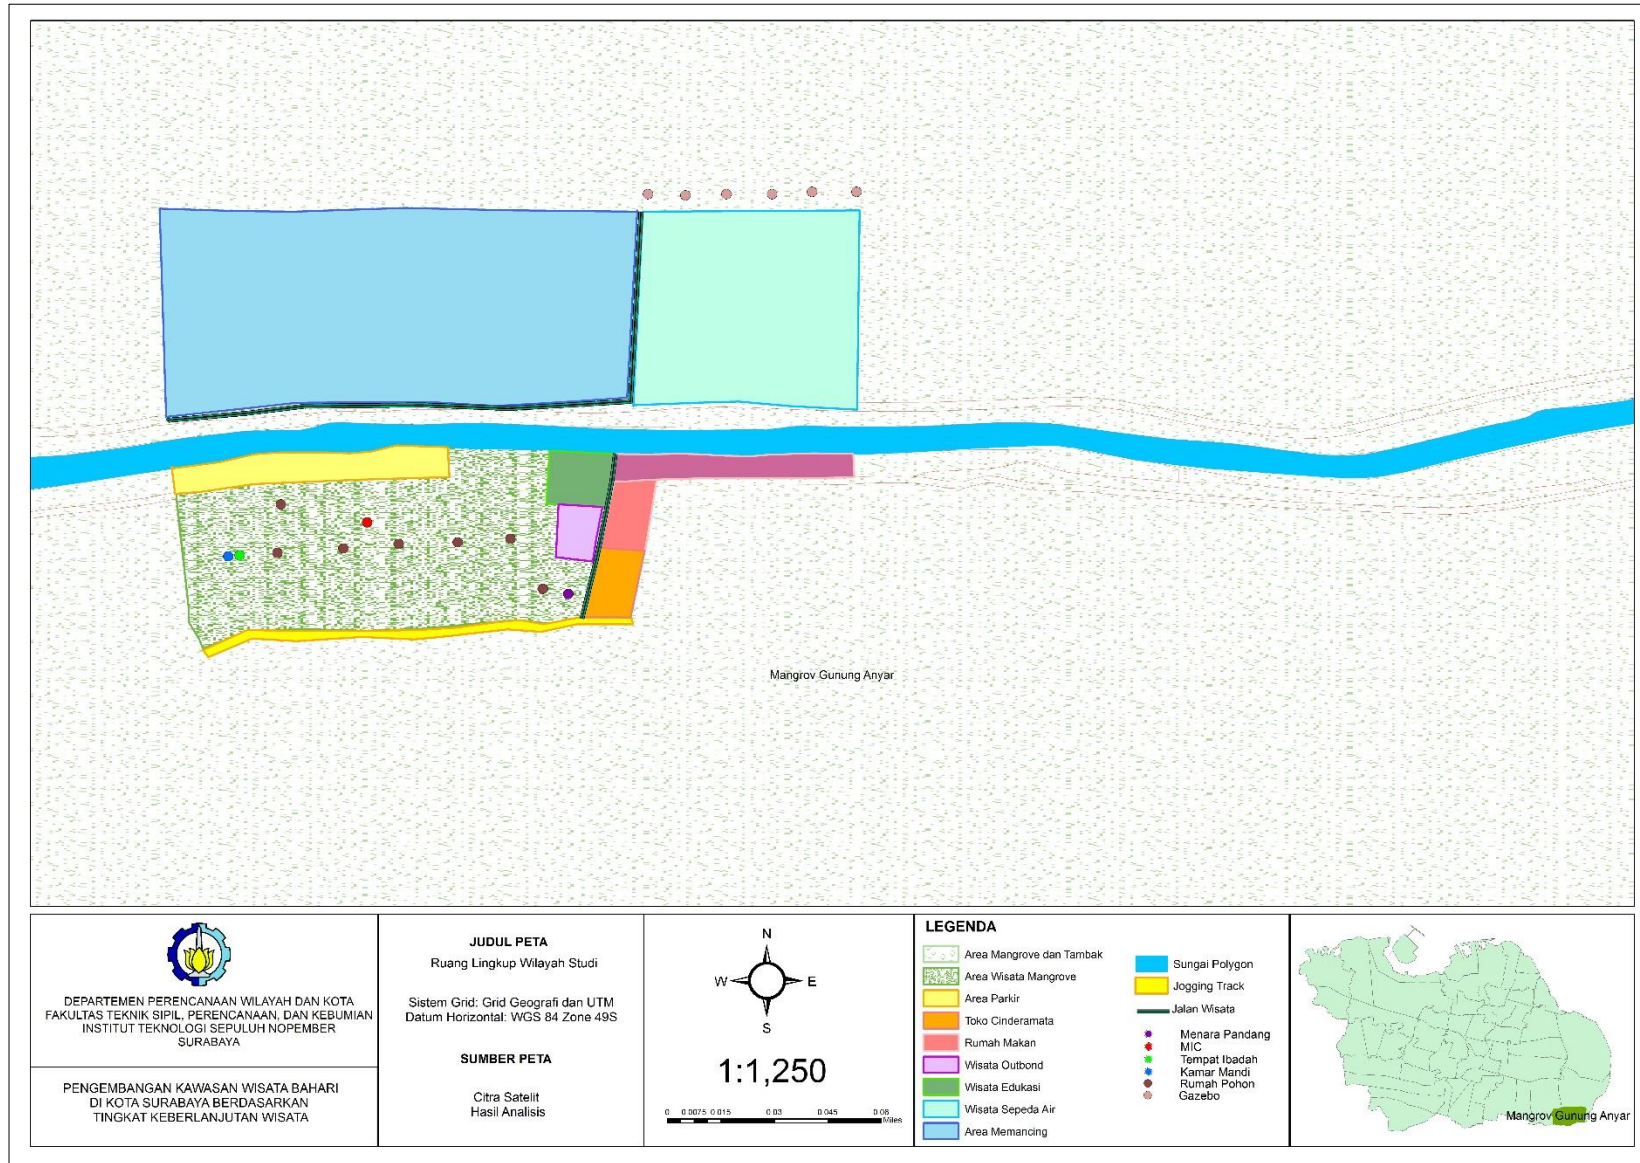 Mangrov Gunung Anyar
DEPARTEMEN PERENCANAAN WILAYAH DAN KOTA
FAKULTAS TEKNIK SIPIL, PERENCANAAN, DAN KEBUMIAN
INSTITUT TEKNOLOGI SEPULUH NOPEMBER
SURABAYA
PENGEMBANGAN KAWASAN WISATA BAHARI
DI KOTA SURABAYA BERDASARKAN
TINGKAT KEBERLANJUTAN WISATA
JUDUL PETA
Ruang Lingkup Wilayah Studi
Sistem Grid: Grid Geografi dan UTM
Datum Horizontal: WGS 84 Zone 49S
SUMBER PETA
Citra Satelit
Hasil Analisis
N
W E
S
1:1,250
0 0.0075 0.015 0.03 0.045 0.06
Miles
LEGENDA
Area Mangrove dan Tambak
Area Wisata Mangrove
Area Parkir
Toko Cinderamata
Rumah Makan
Wisata Outbond
Wisata Edukasi
Wisata Sepeda Air
Area Memancing
Sungai Polygon
Jogging Track
Jalan Wisata
Menara Pandang
MIC
Tempat Ibadah
Kamar Mandi
Rumah Pohon
Gazebo
Mangrov Gunung Anyar